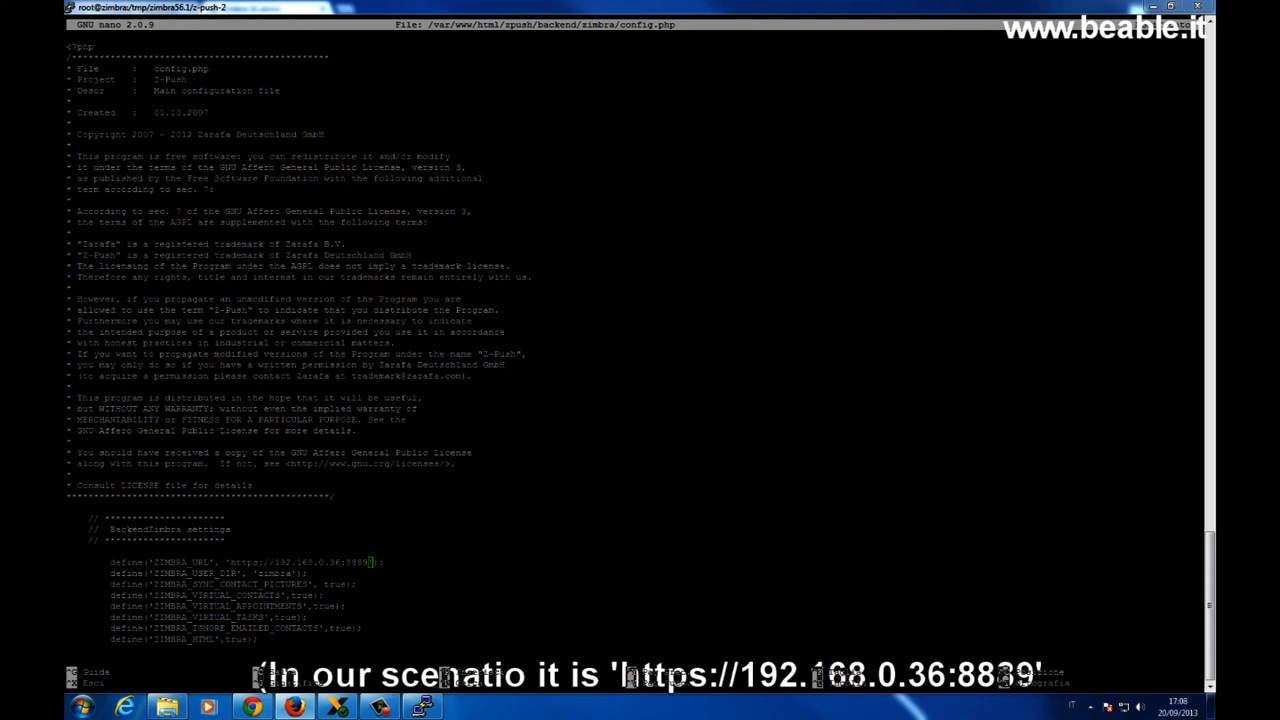 root@zimbra:/tmp/zimbra56.1/z-push-2
GNU nano 2.0.9 File: /var/www/html/zpush/backend/zimbra/config.php
www.beable.it
<?php
/***********************************************
* File : config.php
* Project : Z-Push
* Descr : Main configuration file
*
* Created : 01.10.2007
*
* Copyright 2007 - 2012 Zarafa Deutschland GmbH
*
* This program is free software: you can redistribute it and/or modify
* it under the terms of the GNU Affero General Public License, version 3,
* as published by the Free Software Foundation with the following additional
* term according to sec. 7:
*
* According to sec. 7 of the GNU Affero General Public License, version 3,
* the terms of the AGPL are supplemented with the following terms:
*
* "Zarafa" is a registered trademark of Zarafa B.V.
* "Z-Push" is a registered trademark of Zarafa Deutschland GmbH
* The licensing of the Program under the AGPL does not imply a trademark license.
* Therefore any rights, title and interest in our trademarks remain entirely with us.
*
* However, if you propagate an unmodified version of the Program you are
* allowed to use the term "Z-Push" to indicate that you distribute the Program.
* Furthermore you may use our trademarks where it is necessary to indicate
* the intended purpose of a product or service provided you use it in accordance
* with honest practices in industrial or commercial matters.
* If you want to propagate modified versions of the Program under the name "Z-Push",
* you may only do so if you have a written permission by Zarafa Deutschland GmbH
* (to acquire a permission please contact Zarafa at trademark@zarafa.com).
*
* This program is distributed in the hope that it will be useful,
* but WITHOUT ANY WARRANTY; without even the implied warranty of
* MERCHANTABILITY or FITNESS FOR A PARTICULAR PURPOSE. See the
* GNU Affero General Public License for more details.
*
* You should have received a copy of the GNU Affero General Public License
* along with this program. If not, see <http://www.gnu.org/licenses/>.
*
* Consult LICENSE file for details
************************************************/
// **********************
// BackendZimbra settings
// **********************
define('ZIMBRA_URL', 'https://192.168.0.36:8889');
define('ZIMBRA_USER_DIR', 'zimbra');
define('ZIMBRA_SYNC_CONTACT_PICTURES', true);
define('ZIMBRA_VIRTUAL_CONTACTS',true);
define('ZIMBRA_VIRTUAL_APPOINTMENTS',true);
define('ZIMBRA_VIRTUAL_TASKS',true);
define('ZIMBRA_IGNORE_EMAILED_CONTACTS',true);
define('ZIMBRA_HTML',true);
^G Guida
^X Esci
(In our scenatio it is 'https://192.168.0.36:8889'
IT
17:08
20/09/2013